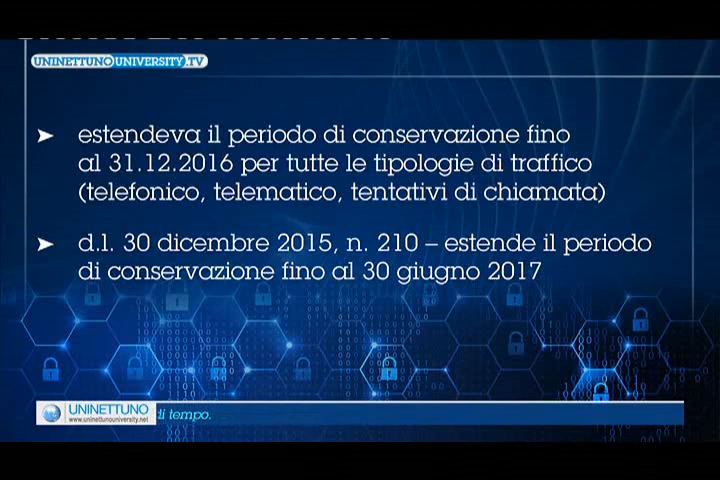 UNINETTUNOUNIVERSITY.TV
➤ estendeva il periodo di conservazione fino
al 31.12.2016 per tutte le tipologie di traffico
(telefonico, telematico, tentativi di chiamata)
➤ d.l. 30 dicembre 2015, n. 210 – estende il periodo
di conservazione fino al 30 giugno 2017
UNINETTUNO
www.uninettunouniversity.net
di tempo.